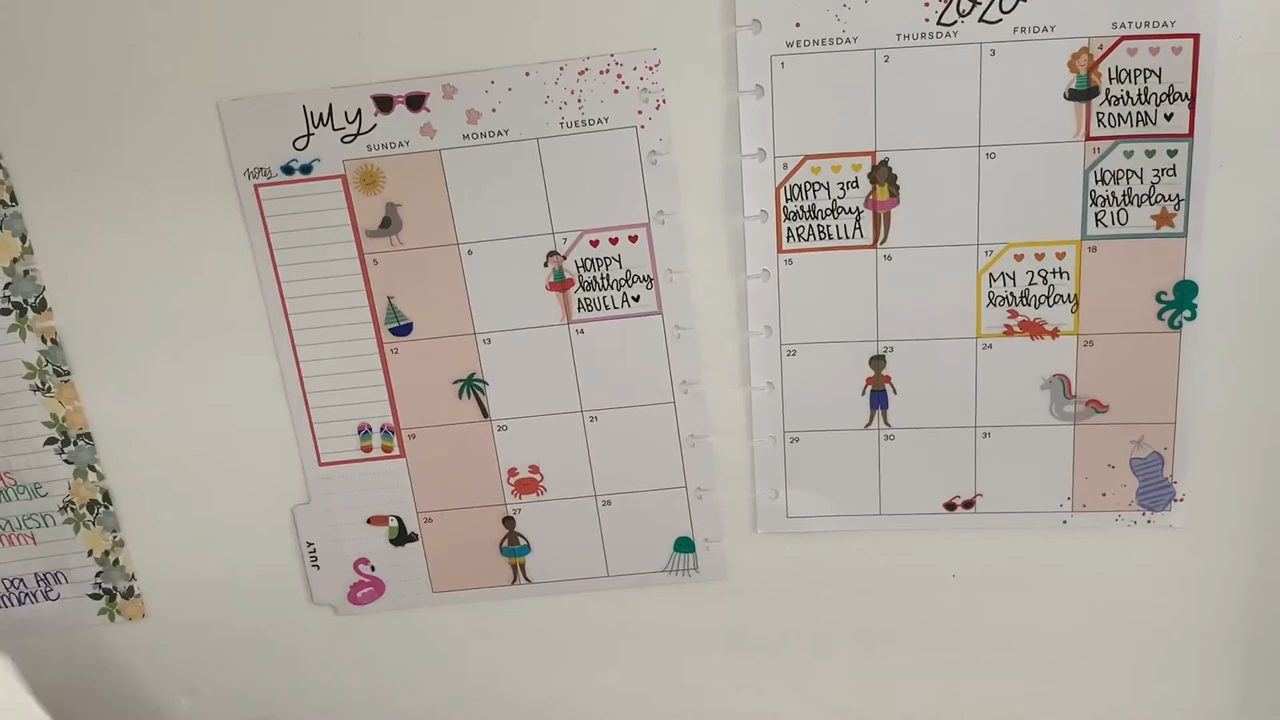 JULY
notes
SUNDAY
MONDAY
TUESDAY
5
6
7
HAPPY
birthday
ABUELA
12
13
14
19
20
21
26
27
28
JULY
2020
WEDNESDAY
THURSDAY
FRIDAY
SATURDAY
1
2
3
4
HAPPY
birthday
ROMAN
8
HAPPY 3rd
birthday
ARABELLA
10
11
HAPPY 3rd
birthday
RIO
15
16
17
MY 28th
birthday
18
22
23
24
25
29
30
31
Ann
marie